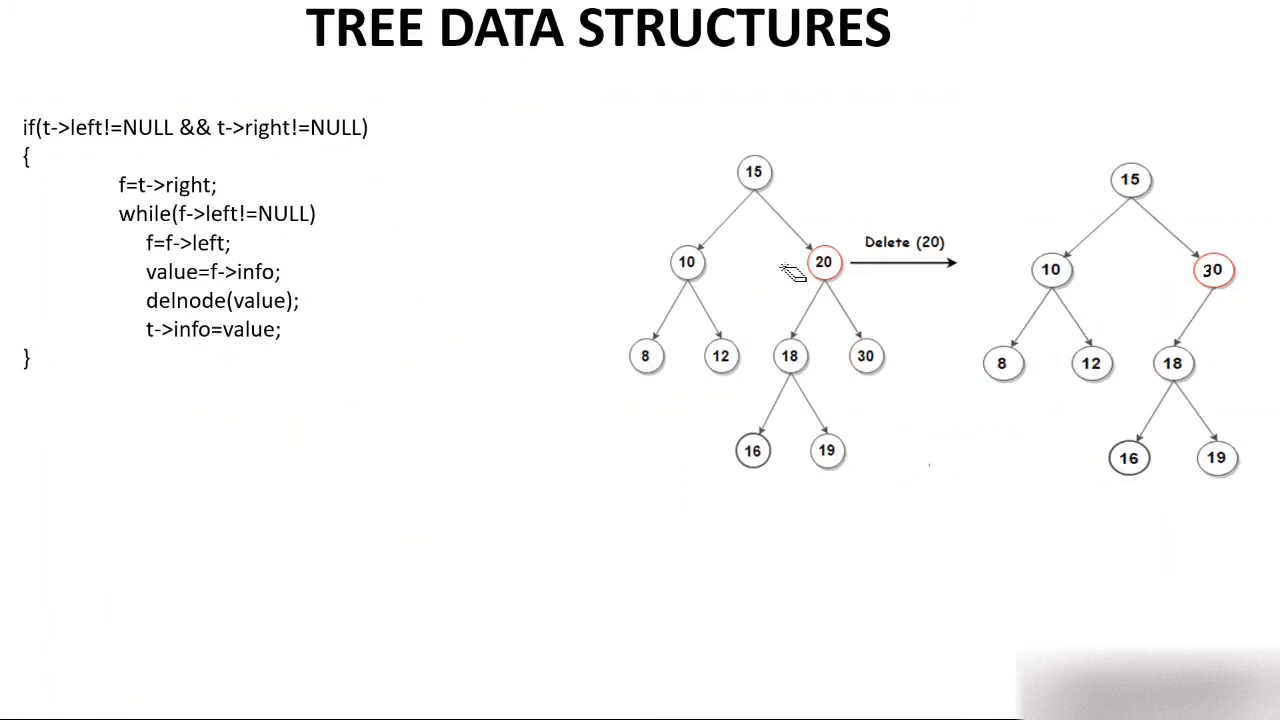 TREE DATA STRUCTURES
if(t->left!=NULL && t->right!=NULL)
{
f=t->right;
while(f->left!=NULL)
f=f->left;
value=f->info;
delnode(value);
t->info=value;
}
15
10
20
8
12
18
30
16
19
Delete (20)
15
10
30
8
12
18
16
19